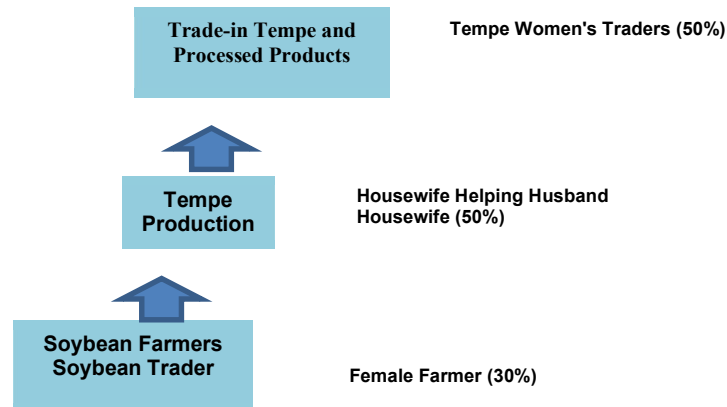 Trade-in Tempe and
Processed Products
Tempe Women's Traders (50%)
Tempe
Production
Housewife Helping Husband
Housewife (50%)
Soybean Farmers
Soybean Trader
Female Farmer (30%)